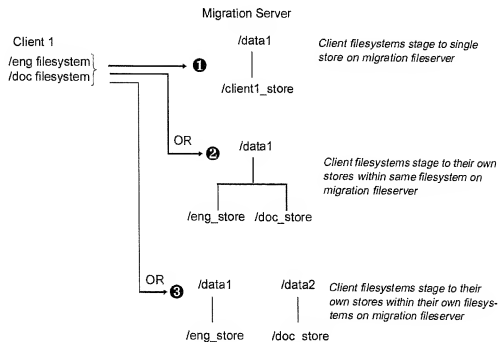 Migration Server
Client 1
/eng filesystem
/doc filesystem
❶
/data1
/client1_store
Client filesystems stage to single
store on migration fileserver
OR
❷
/data1
/eng_store /doc_store
Client filesystems stage to their own
stores within same filesystem on
migration fileserver
OR
❸
/data1
/data2
/eng_store
/doc_store
Client filesystems stage to their
own stores within their own filesys-
tems on migration fileserver